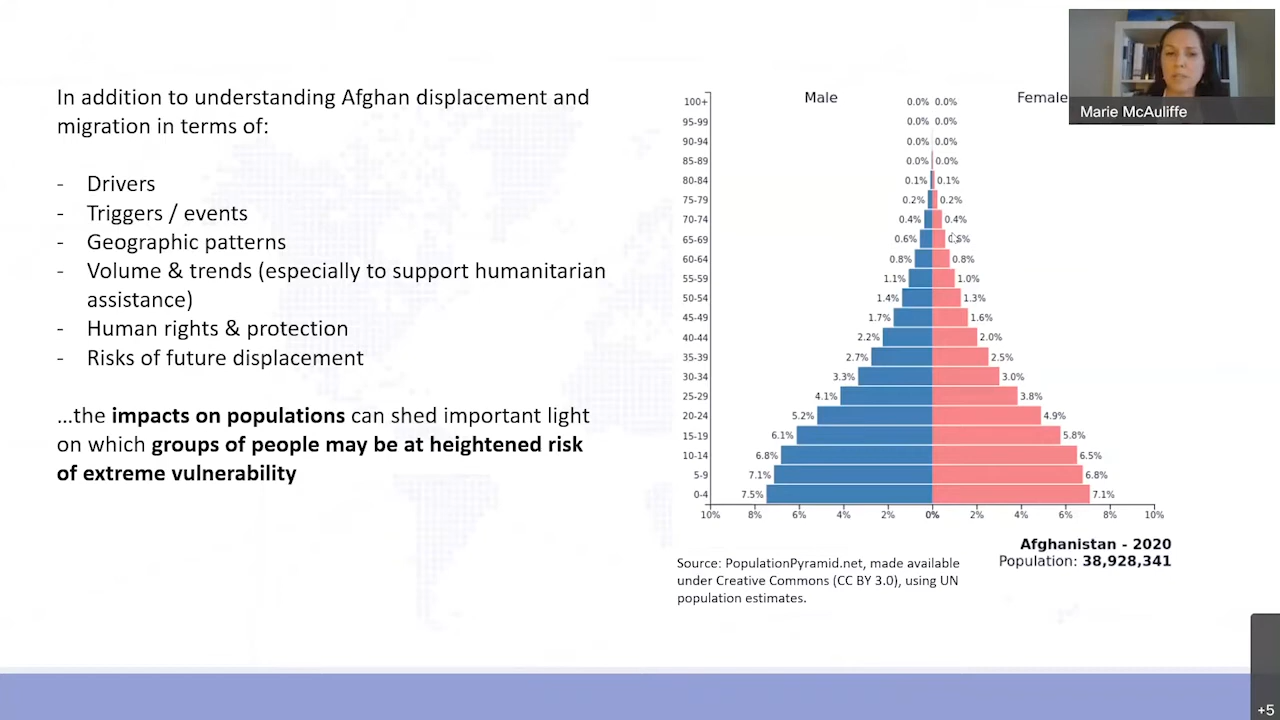 In addition to understanding Afghan displacement and
migration in terms of:
- Drivers
- Triggers / events
- Geographic patterns
- Volume & trends (especially to support humanitarian
assistance)
- Human rights & protection
- Risks of future displacement
…the impacts on populations can shed important light
on which groups of people may be at heightened risk
of extreme vulnerability
Marie McAuliffe
Male Female
100+ 0.0% 0.0%
95-99 0.0% 0.0%
90-94 0.0% 0.0%
85-89 0.0% 0.0%
80-84 0.1% 0.1%
75-79 0.2% 0.2%
70-74 0.4% 0.4%
65-69 0.6%
60-64 0.8% 0.8%
55-59 1.1% 1.0%
50-54 1.4% 1.3%
45-49 1.7% 1.6%
40-44 2.2% 2.0%
35-39 2.7% 2.5%
30-34 3.3% 3.0%
25-29 4.1% 3.8%
20-24 5.2% 4.9%
15-19 6.1% 5.8%
10-14 6.8% 6.5%
5-9 7.1% 6.8%
0-4 7.5% 7.1%
10% 8% 6% 4% 2% 0% 2% 4% 6% 8% 10%
Afghanistan - 2020
Population: 38,928,341
Source: PopulationPyramid.net, made available
under Creative Commons (CC BY 3.0), using UN
population estimates.
+5